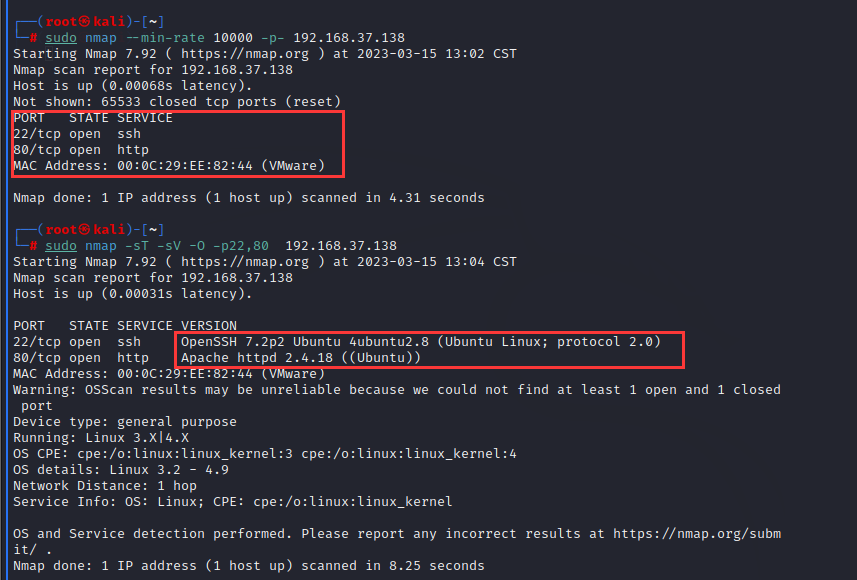 ┌──(root㉿kali)-[~]
└─# sudo nmap --min-rate 10000 -p- 192.168.37.138
Starting Nmap 7.92 ( https://nmap.org ) at 2023-03-15 13:02 CST
Nmap scan report for 192.168.37.138
Host is up (0.00068s latency).
Not shown: 65533 closed tcp ports (reset)
PORT   STATE SERVICE
22/tcp open  ssh
80/tcp open  http
MAC Address: 00:0C:29:EE:82:44 (VMware)
Nmap done: 1 IP address (1 host up) scanned in 4.31 seconds
┌──(root㉿kali)-[~]
└─# sudo nmap -sT -sV -O -p22,80  192.168.37.138
Starting Nmap 7.92 ( https://nmap.org ) at 2023-03-15 13:04 CST
Nmap scan report for 192.168.37.138
Host is up (0.00031s latency).
PORT   STATE SERVICE VERSION
22/tcp open  ssh     OpenSSH 7.2p2 Ubuntu 4ubuntu2.8 (Ubuntu Linux; protocol 2.0)
80/tcp open  http    Apache httpd 2.4.18 ((Ubuntu))
MAC Address: 00:0C:29:EE:82:44 (VMware)
Warning: OSScan results may be unreliable because we could not find at least 1 open and 1 closed
 port
Device type: general purpose
Running: Linux 3.X|4.X
OS CPE: cpe:/o:linux:linux_kernel:3 cpe:/o:linux:linux_kernel:4
OS details: Linux 3.2 - 4.9
Network Distance: 1 hop
Service Info: OS: Linux; CPE: cpe:/o:linux:linux_kernel
OS and Service detection performed. Please report any incorrect results at https://nmap.org/subm
it/ .
Nmap done: 1 IP address (1 host up) scanned in 8.25 seconds